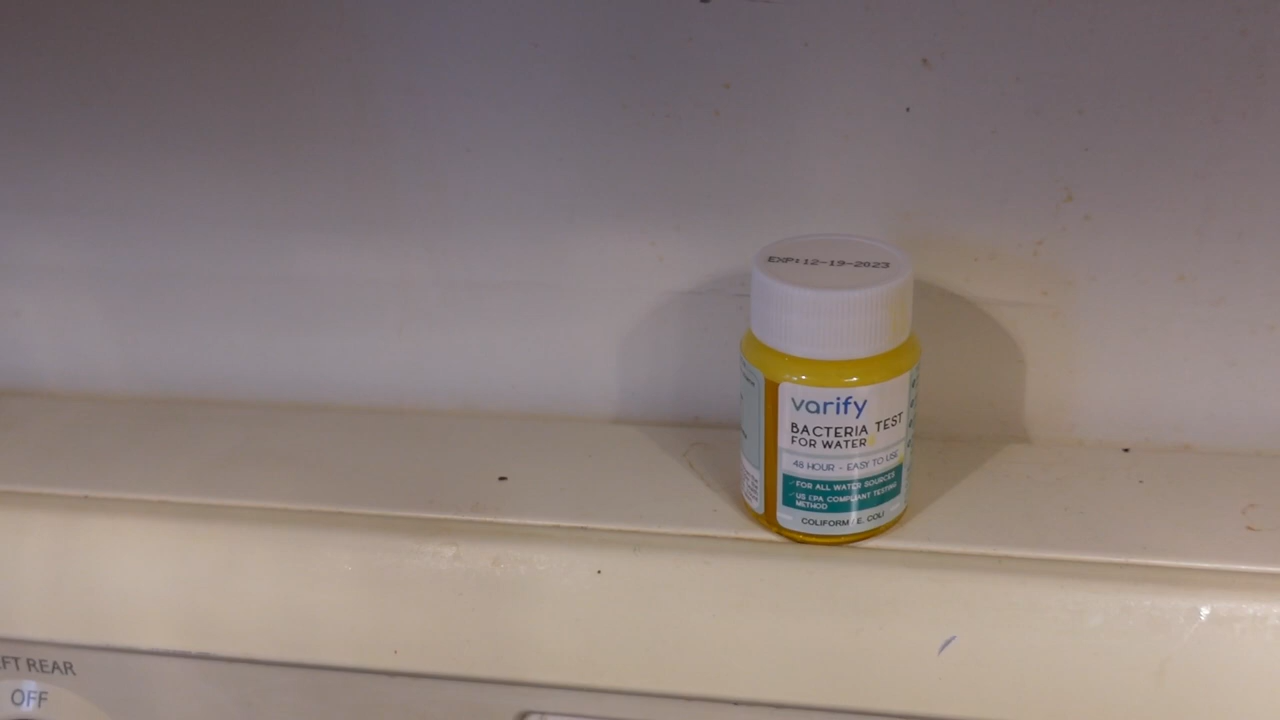 EXP:12-19-2023
varify
BACTERIA TEST
FOR WATER
48 HOUR - EASY TO USE
FOR ALL WATER SOURCES
US EPA COMPLIANT TESTING
METHOD
COLIFORM / E. COLI
FT REAR
OFF